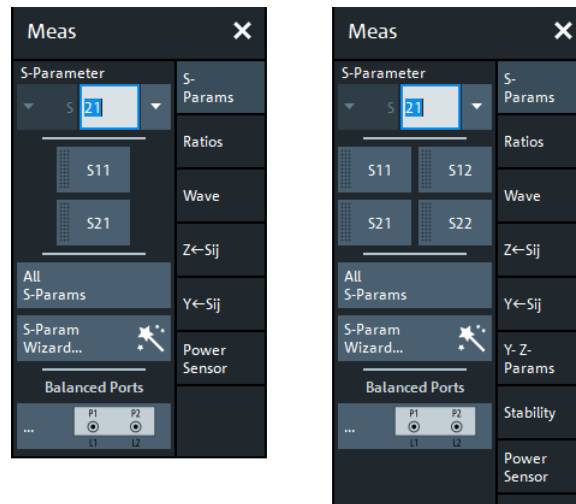 Meas ×
S-Parameter
S 21
S11
S21
All
S-Params
S-Param
Wizard...
Balanced Ports
...
P1 P2
L1 L2
S-
Params
Ratios
Wave
Z←Sij
Y←Sij
Power
Sensor
Meas ×
S-Parameter
S 21
S11 S12
S21 S22
All
S-Params
S-Param
Wizard...
Balanced Ports
...
P1 P2
L1 L2
S-
Params
Ratios
Wave
Z←Sij
Y←Sij
Y- Z-
Params
Stability
Power
Sensor